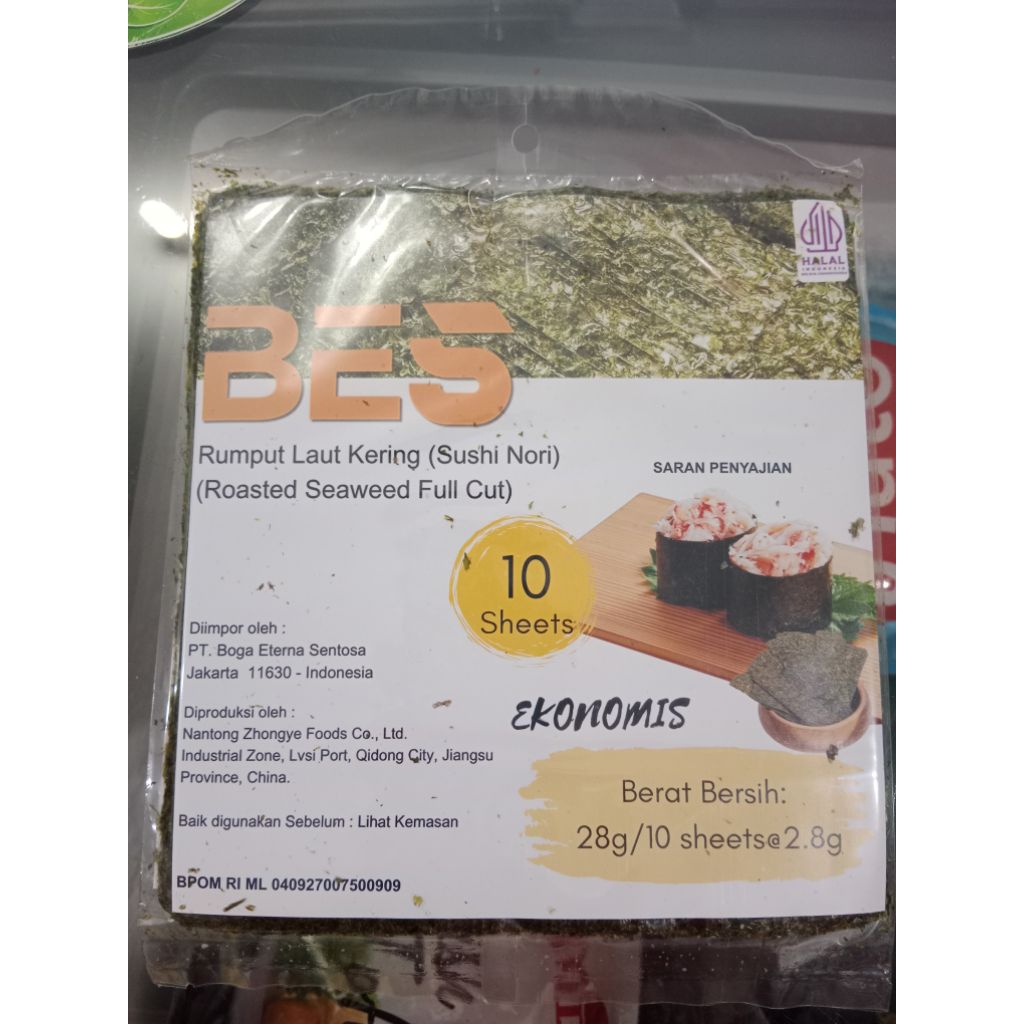 HALAL
INDONESIA
BES
Rumput Laut Kering (Sushi Nori)
(Roasted Seaweed Full Cut)
SARAN PENYAJIAN
10
Sheets
Diimpor oleh :
PT. Boga Eterna Sentosa
Jakarta 11630 - Indonesia
Diproduksi oleh :
Nantong Zhongye Foods Co., Ltd.
Industrial Zone, Lvsi Port, Qidong City, Jiangsu
Province, China.
EKONOMIS
Berat Bersih:
28g/10 sheets@2.8g
Baik digunakan Sebelum : Lihat Kemasan
BPOM RI ML 040927007500909